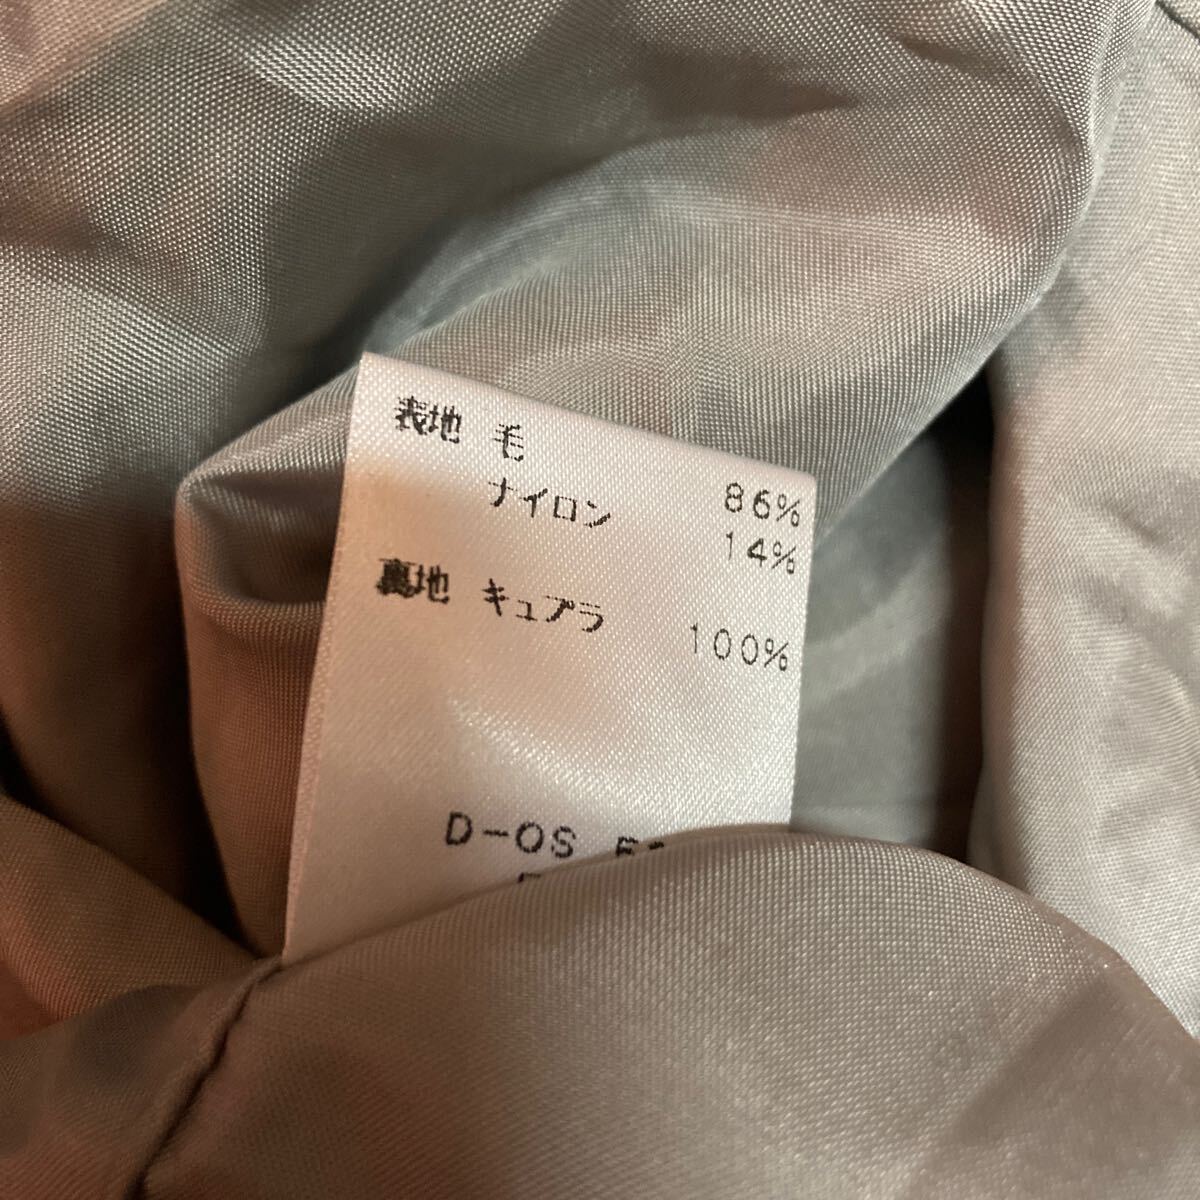 表地 毛 86%
ナイロン 14%
裏地 キュプラ 100%
D-OS